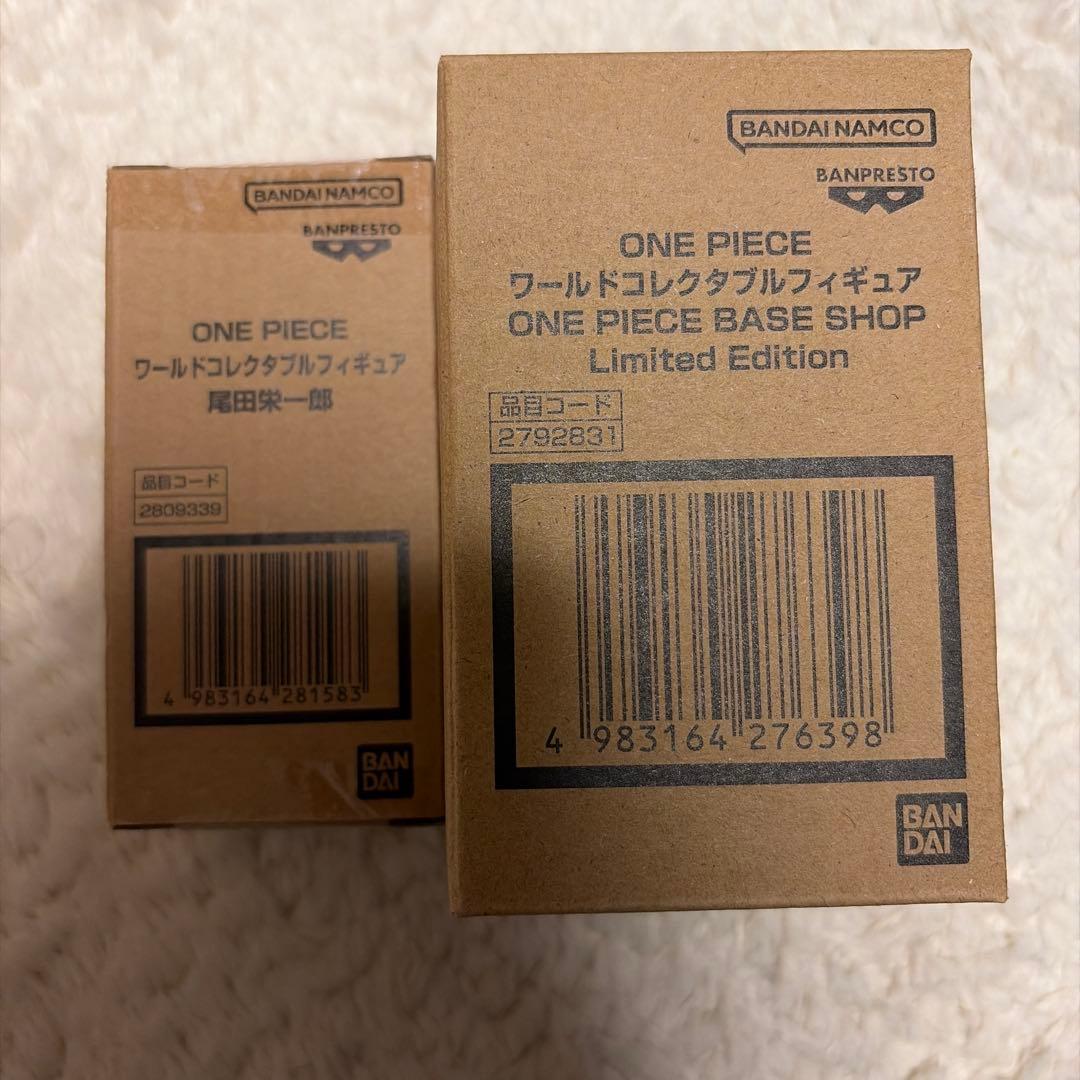 BANDAI NAMCO
BANPRESTO
ONE PIECE
ワールドコレクタブルフィギュア
尾田栄一郎
品目コード
2809339
4 983164 281583
BAN
DAI
BANDAI NAMCO
BANPRESTO
ONE PIECE
ワールドコレクタブルフィギュア
ONE PIECE BASE SHOP
Limited Edition
品目コード
2792831
4 983164 276398
BAN
DAI